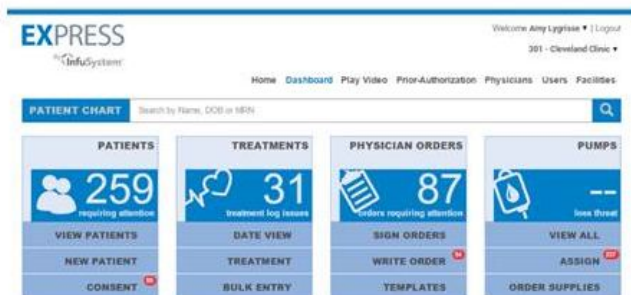 EXPRESS
by InfuSystem
Welcome Amy Lygrisse ▼ | Logout
301 - Cleveland Clinic ▼
Home Dashboard Play Video Prior-Authorization Physicians Users Facilities
PATIENT CHART Search by Name, DOB or MRN
PATIENTS
259
requiring attention
VIEW PATIENTS
NEW PATIENT
CONSENT
TREATMENTS
31
treatment log issues
DATE VIEW
TREATMENT
BULK ENTRY
PHYSICIAN ORDERS
87
orders requiring attention
SIGN ORDERS
WRITE ORDER
TEMPLATES
PUMPS
--
loss threat
VIEW ALL
ASSIGN
ORDER SUPPLIES